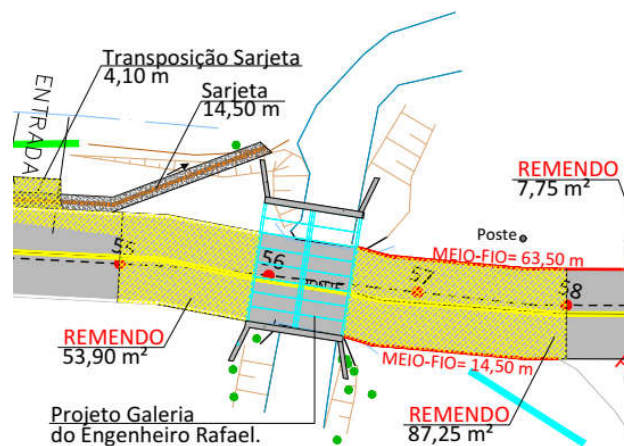 Transposição Sarjeta
4,10 m
Sarjeta
14,50 m
ENTRADA
REMENDO
7,75 m²
Poste
MEIO-FIO= 63,50 m
55
56
57
58
REMENDO
53,90 m²
MEIO-FIO= 14,50 m
Projeto Galeria
do Engenheiro Rafael.
REMENDO
87,25 m²